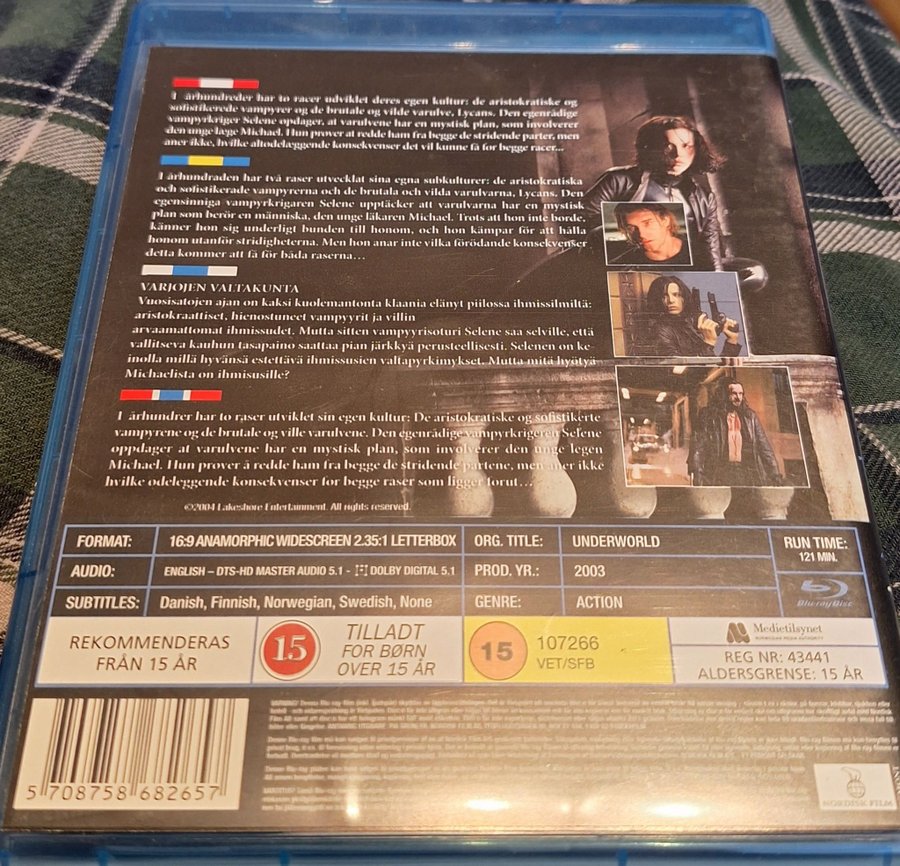 I århundreder har to racer udviklet deres egen kultur: de aristokratiske og
sofistikerede vampyrer og de brutale og vilde varulve, Lycans. Den egenrådige
vampyrkriger Selene opdager, at varulvene har en mystisk plan, som involverer
den unge læge Michael. Hun prøver at redde ham fra begge de stridende parter, men
aner ikke, hvilke altødelæggende konsekvenser det vil kunne få for begge racer...
I århundraden har två raser utvecklat sina egna subkulturer: de aristokratiska
och sofistikerade vampyrerna och de brutala och vilda varulvarna, Lycans. Den
egensinniga vampyrkrigaren Selene upptäcker att varulvarna har en mystisk
plan som berör en människa, den unge läkaren Michael. Trots att hon inte borde,
känner hon sig underligt bunden till honom, och hon kämpar för att hålla
honom utanför stridigheterna. Men hon anar inte vilka förödande konsekvenser
detta kommer att få för båda raserna...
VARJOJEN VALTAKUNTA
Vuosisatojen ajan on kaksi kuolemantonta klaania elänyt piilossa ihmissilmiltä:
aristokraattiset, hienostuneet vampyyrit ja villin
arvaamattomat ihmissudet. Mutta sitten vampyyrisoturi Selene saa selville, että
vallitseva kauhun tasapaino saattaa pian järkkyä perusteellisesti. Selenen on ke-
inolla millä hyvänsä estettävä ihmissusien valtapyrkimykset. Mutta mitä hyötyä
Michaelista on ihmisusille?
I århundrer har to raser utviklet sin egen kultur: De aristokratiske og sofistikerte
vampyrene og de brutale og ville varulvene. Den egenrådige vampyrkrigeren Selene
oppdager at varulvene har en mystisk plan, som involverer den unge legen
Michael. Hun prøver å redde ham fra begge de stridende partene, men aner ikke
hvilke ødeleggende konsekvenser for begge raser som ligger forut...
©2004 Lakeshore Entertainment. All rights reserved.
FORMAT: 16:9 ANAMORPHIC WIDESCREEN 2.35:1 LETTERBOX ORG. TITLE: UNDERWORLD RUN TIME:
121 MIN.
AUDIO: ENGLISH – DTS-HD MASTER AUDIO 5.1 - DOLBY DIGITAL 5.1 PROD. YR.: 2003
SUBTITLES: Danish, Finnish, Norwegian, Swedish, None GENRE: ACTION
Blu-ray Disc
REKOMMENDERAS
FRÅN 15 ÅR
15
TILLADT
FOR BØRN
OVER 15 ÅR
15
107266
VET/SFB
Medietilsynet
NORWEGIAN MEDIA AUTHORITY
REG NR: 43441
ALDERSGRENSE: 15 ÅR
5 708758 682657
NORDISK FILM